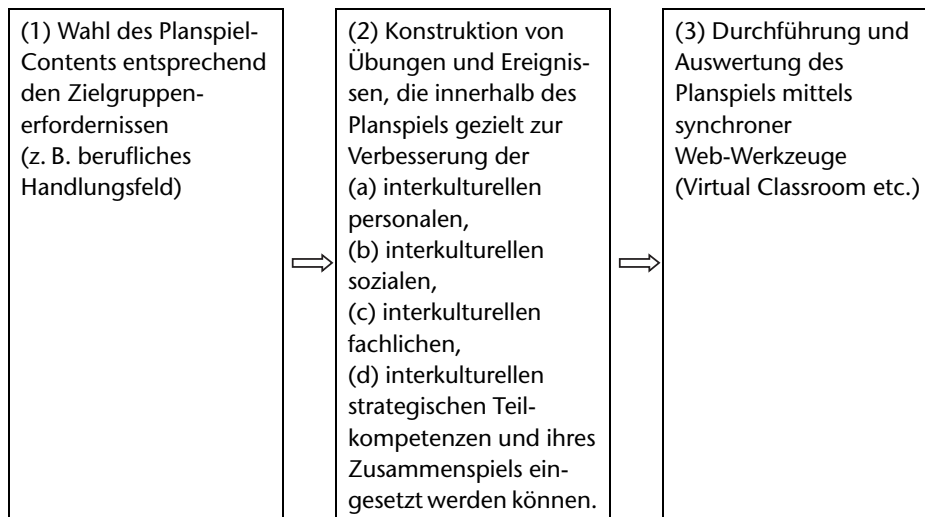 (1) Wahl des Planspiel-
Contents entsprechend
den Zielgruppen-
erfordernissen
(z. B. berufliches
Handlungsfeld)
(2) Konstruktion von
Übungen und Ereignis-
sen, die innerhalb des
Planspiels gezielt zur
Verbesserung der
(a) interkulturellen
personalen,
(b) interkulturellen
sozialen,
(c) interkulturellen
fachlichen,
(d) interkulturellen
strategischen Teil-
kompetenzen und ihres
Zusammenspiels ein-
gesetzt werden können.
(3) Durchführung und
Auswertung des
Planspiels mittels
synchroner
Web-Werkzeuge
(Virtual Classroom etc.)